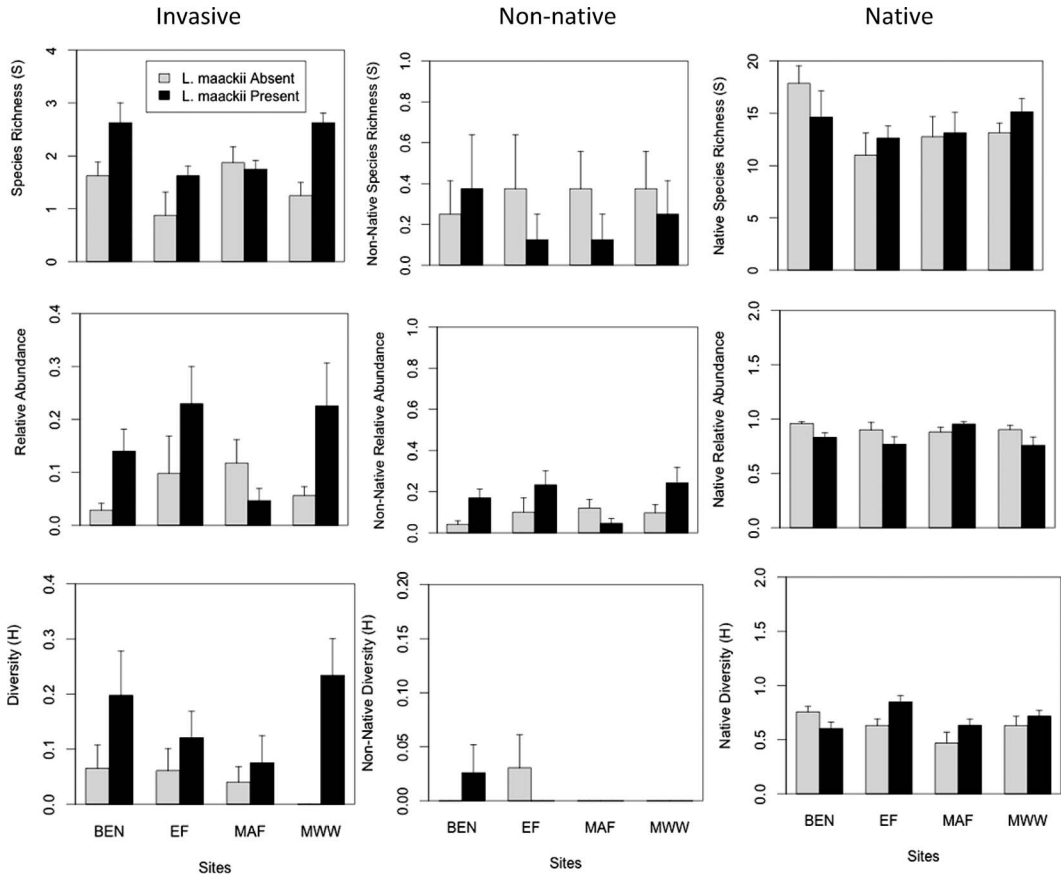 Invasive
Non-native
Native
Species Richness (S)
4
3
2
1
0
L. maackii Absent
L. maackii Present
Non-Native Species Richness (S)
1.0
0.8
0.6
0.4
0.2
0.0
Native Species Richness (S)
20
15
10
5
0
Relative Abundance
0.4
0.3
0.2
0.1
0.0
Non-Native Relative Abundance
1.0
0.8
0.6
0.4
0.2
0.0
Native Relative Abundance
2.0
1.5
1.0
0.5
0.0
Diversity (H)
0.4
0.3
0.2
0.1
0.0
BEN EF MAF MWW
Sites
Non-Native Diversity (H)
0.20
0.15
0.10
0.05
0.00
BEN EF MAF MWW
Sites
Native Diversity (H)
2.0
1.5
1.0
0.5
0.0
BEN EF MAF MWW
Sites